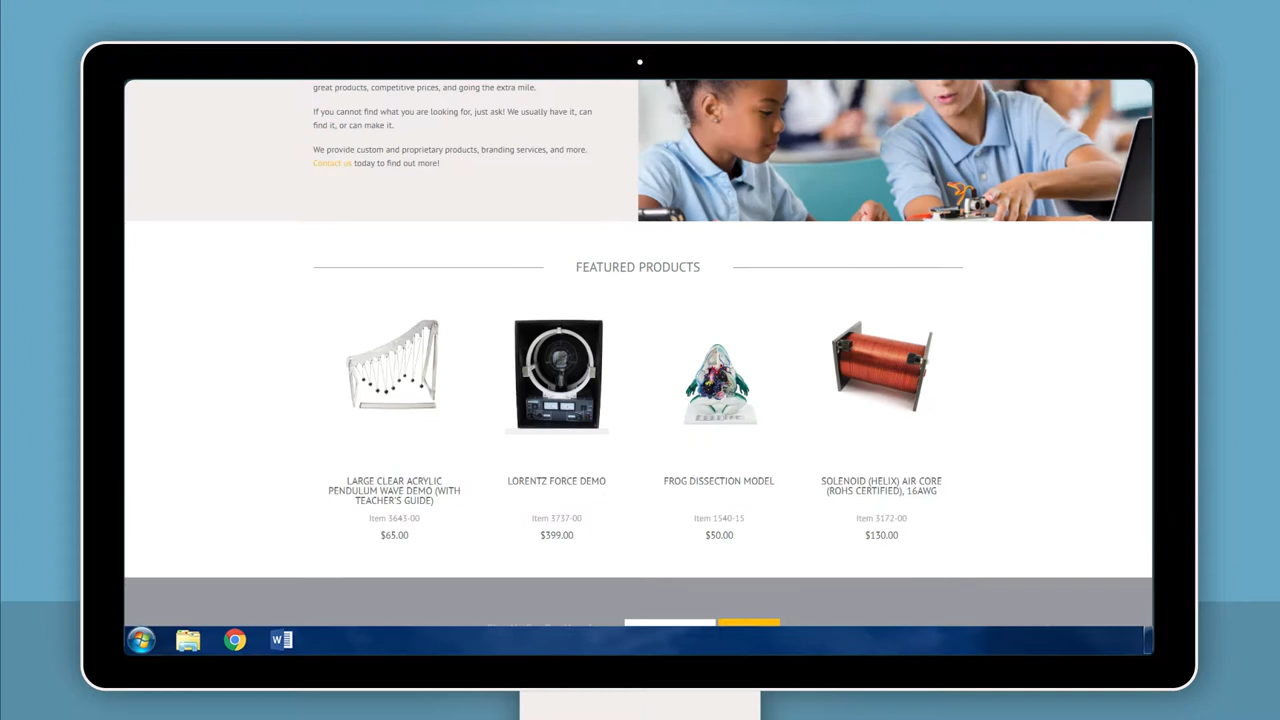 great products, competitive prices, and going the extra mile.
If you cannot find what you are looking for, just ask! We usually have it, can
find it, or can make it.
We provide custom and proprietary products, branding services, and more.
Contact us today to find out more!
FEATURED PRODUCTS
LARGE CLEAR ACRYLIC
PENDULUM WAVE DEMO (WITH
TEACHER'S GUIDE)
Item 3643-00
$65.00
LORENTZ FORCE DEMO
Item 3737-00
$399.00
FROG DISSECTION MODEL
Item 1540-15
$50.00
SOLENOID (HELIX) AIR CORE
(ROHS CERTIFIED), 16AWG
Item 3172-00
$130.00
W